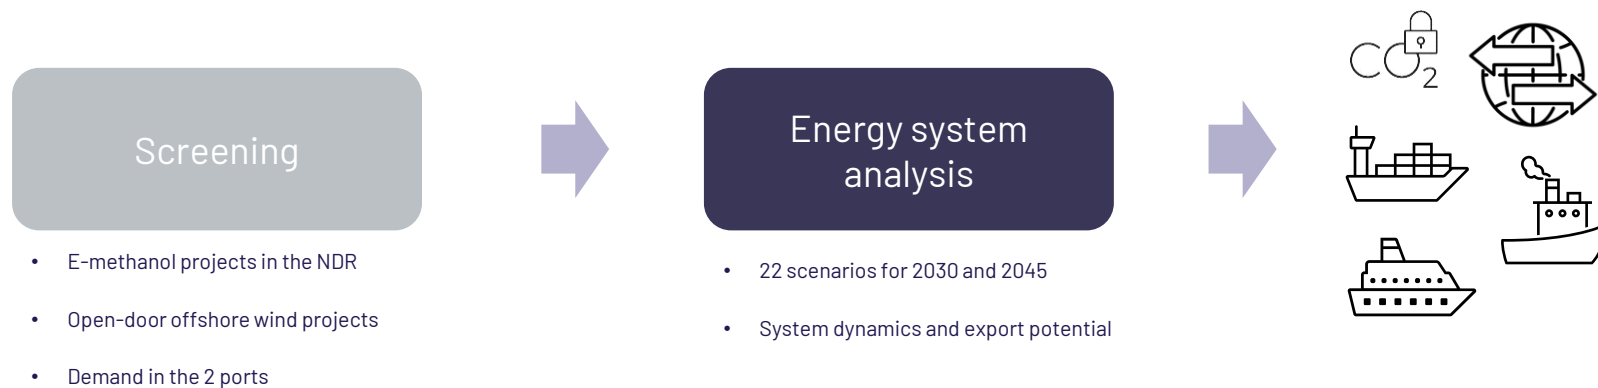 Screening
• E-methanol projects in the NDR
• Open-door offshore wind projects
• Demand in the 2 ports
Energy system
analysis
• 22 scenarios for 2030 and 2045
• System dynamics and export potential
CO2